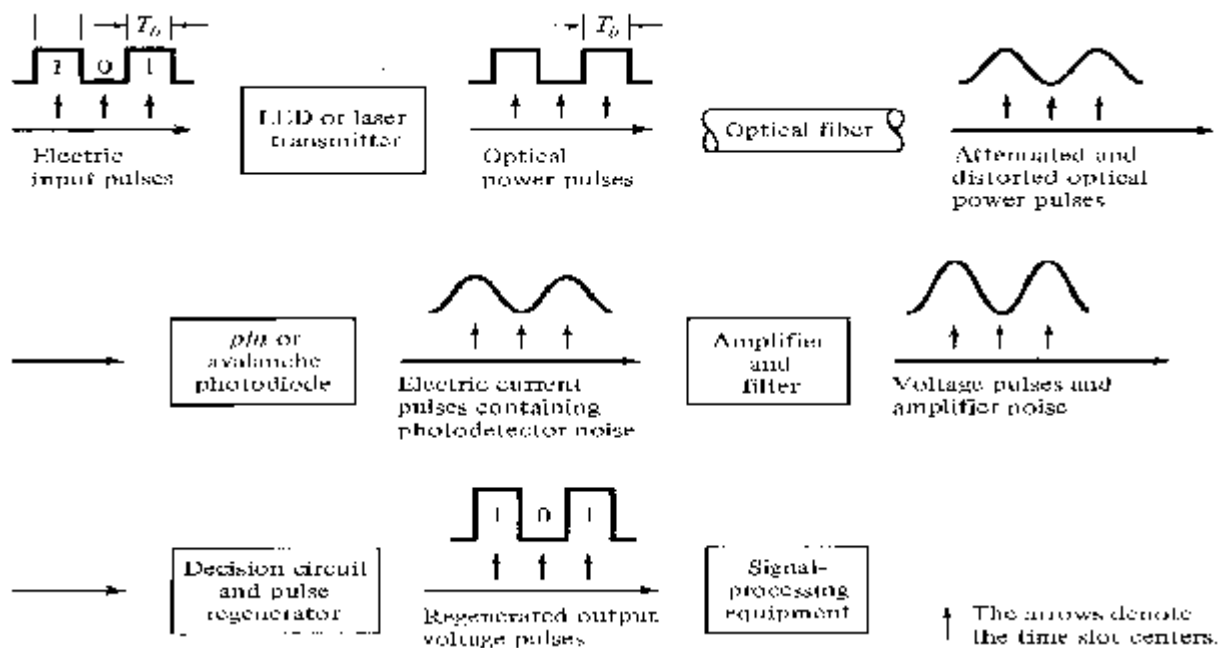 T_b
1 0 1
LED or laser
transmitter
Electric
input pulses
T_b
Optical
power pulses
Optical fiber
Attenuated and
distorted optical
power pulses
pin or
avalanche
photodiode
Electric current
pulses containing
photodetector noise
Amplifier
and
filter
Voltage pulses and
amplifier noise
Decision circuit
and pulse
regenerator
1 0 1
Regenerated output
voltage pulses
Signal-
processing
equipment
The arrows denote
the time slot centers.